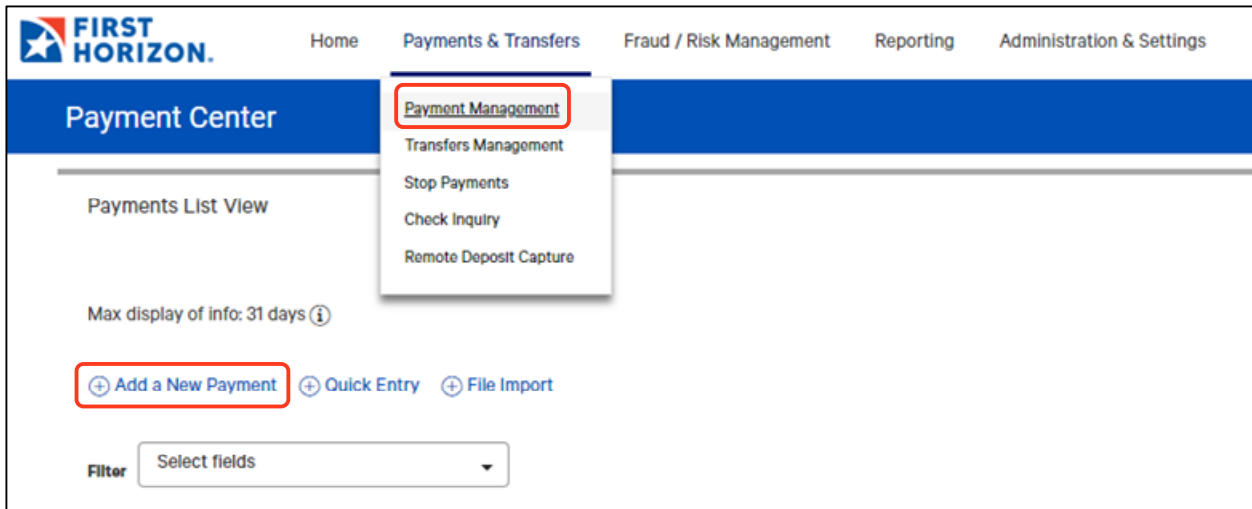 FIRST
HORIZON.
Home Payments & Transfers Fraud / Risk Management Reporting Administration & Settings
Payment Center
Payment Management
Transfers Management
Stop Payments
Check Inquiry
Remote Deposit Capture
Payments List View
Max display of info: 31 days
Add a New Payment Quick Entry File Import
Filter Select fields